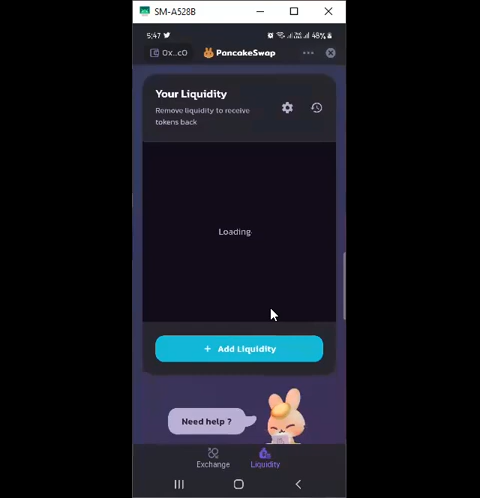 SM-A528B
5:47
48%
0x...c0
PancakeSwap
Your Liquidity
Remove liquidity to receive
tokens back
Loading
+ Add Liquidity
Need help ?
Exchange
Liquidity